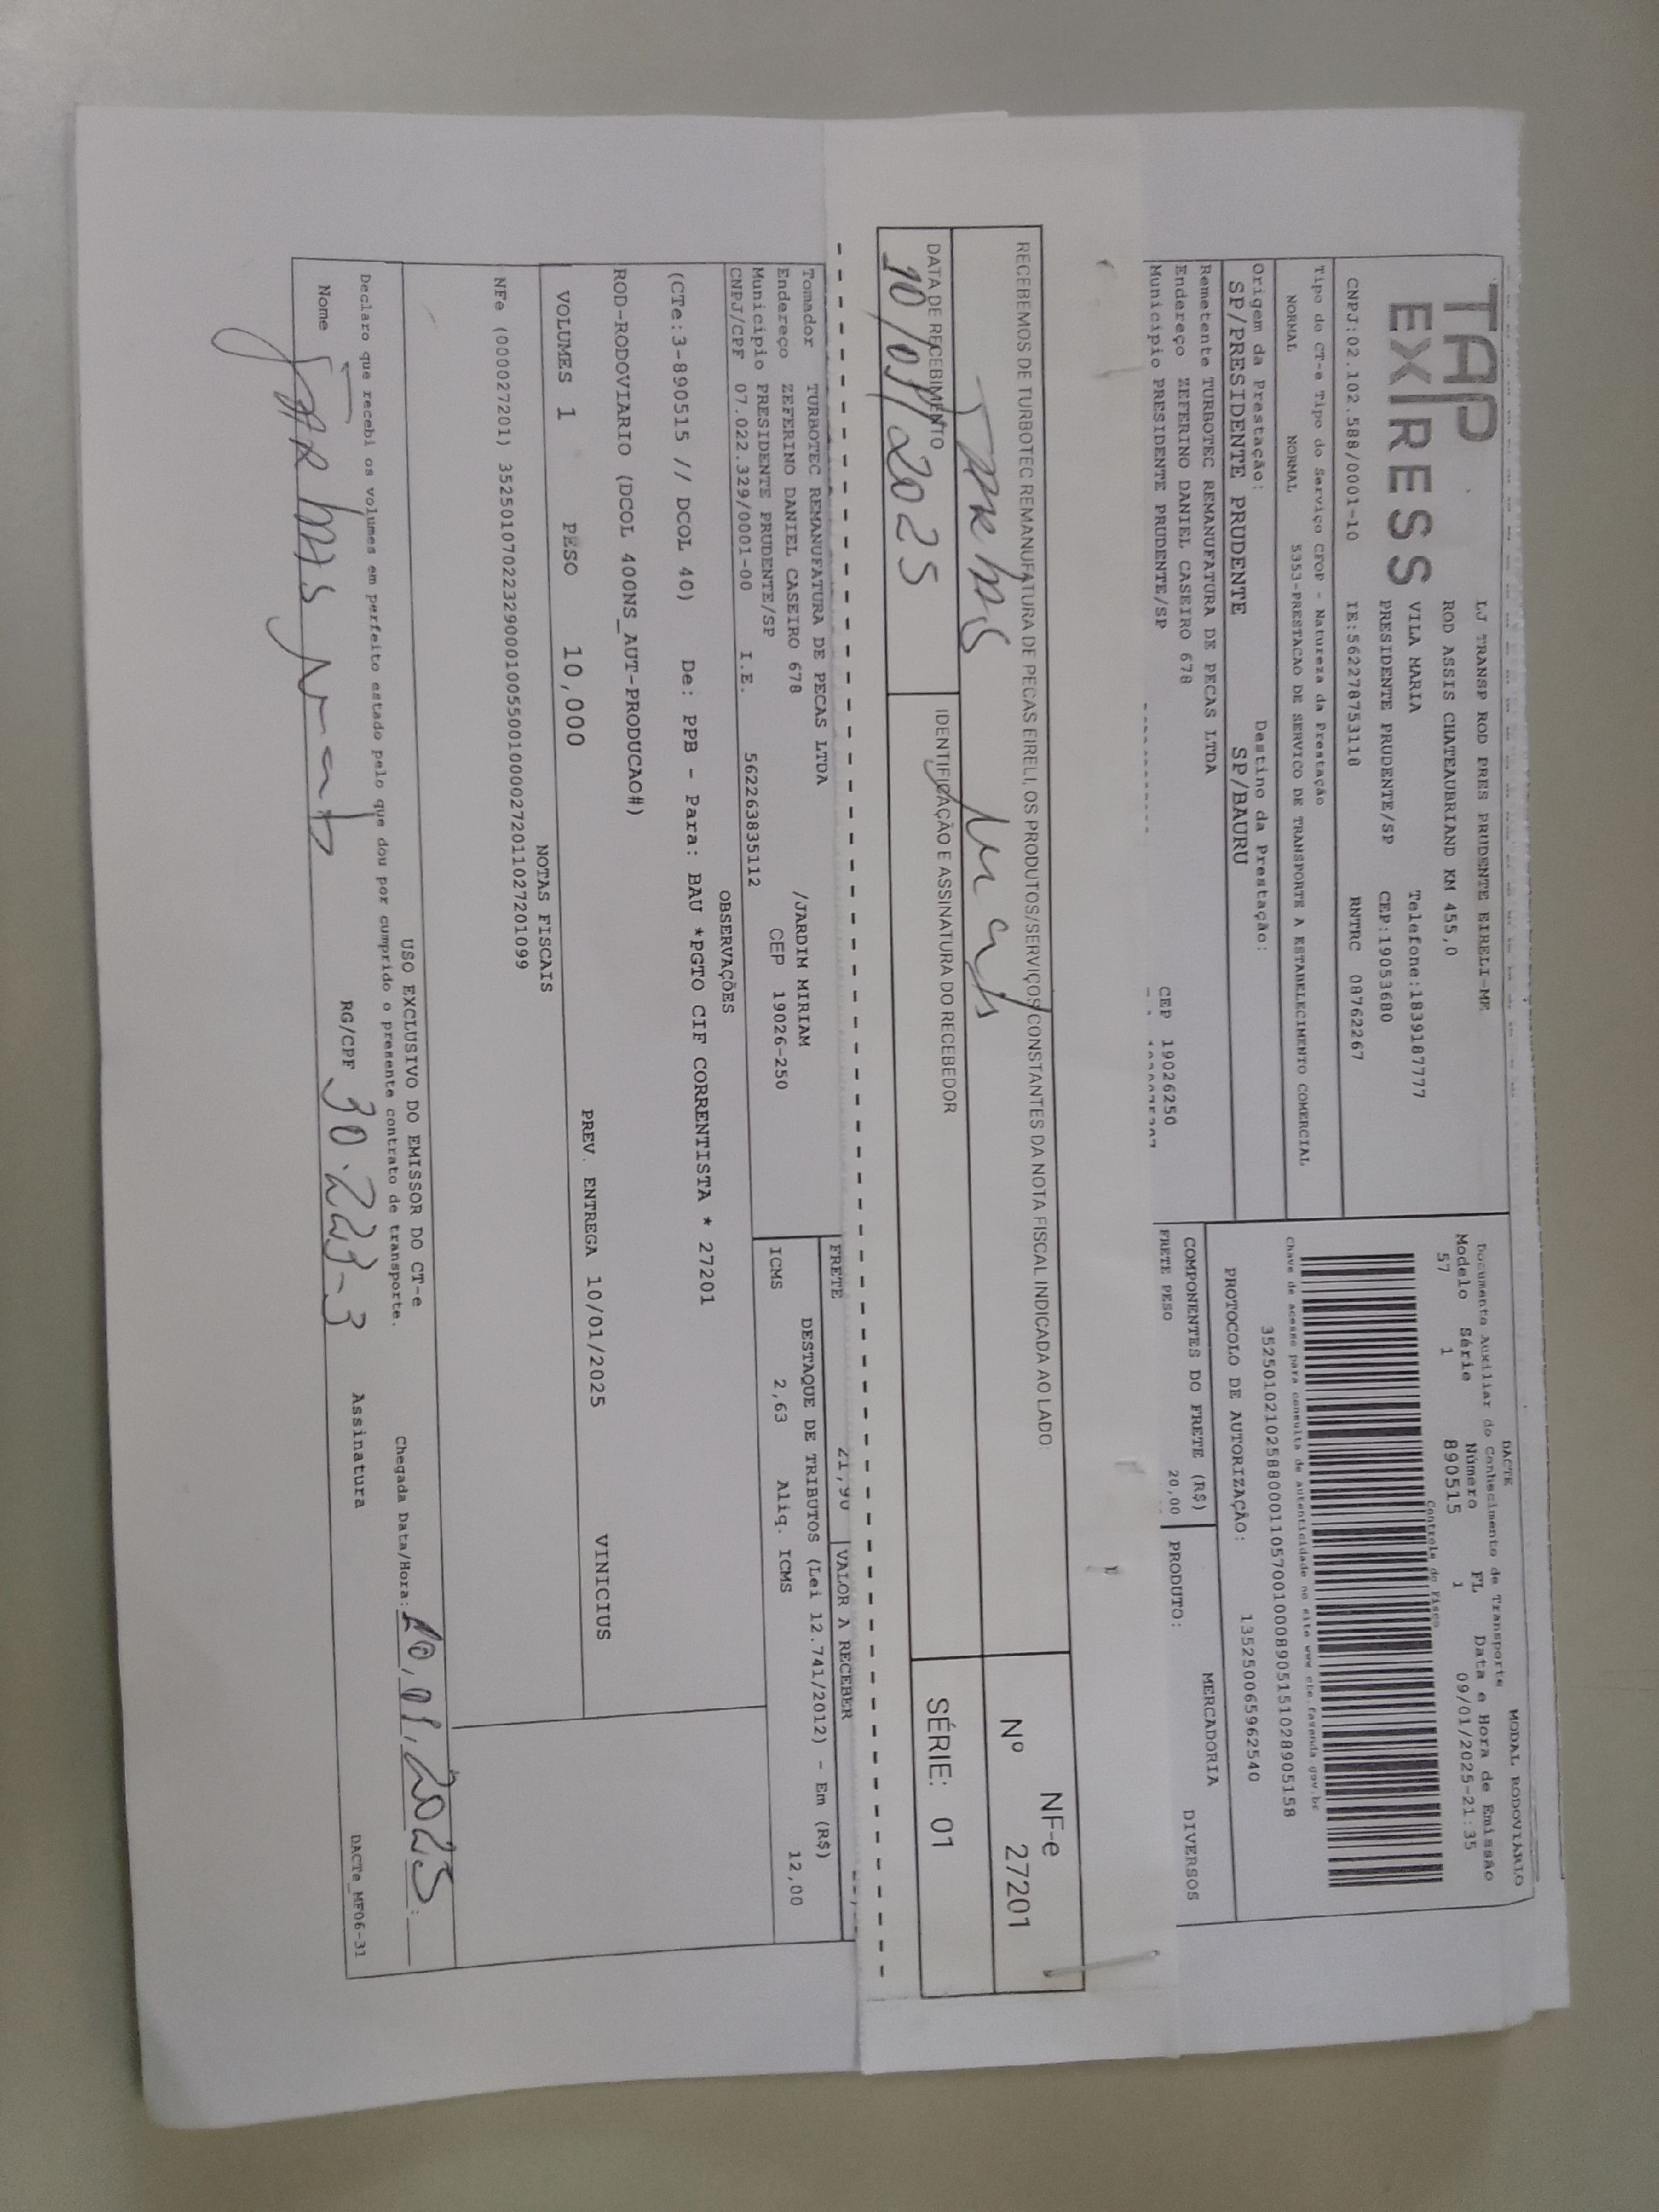 TAP
EXPRESS
LJ TRANSP ROD PRES PRUDENTE EIRELI-ME
ROD ASSIS CHATEAUBRIAND KM 455,0
VILA MARIA Telefone:1839187777
PRESIDENTE PRUDENTE/SP CEP:19053680
CNPJ:02.102.588/0001-10 IE:562278753118 RNTRC 08762267
Tipo do CT-e Tipo do Serviço CFOP - Natureza da Prestação
NORMAL NORMAL 5353-PRESTACAO DE SERVICO DE TRANSPORTE A ESTABELECIMENTO COMERCIAL
Origem da Prestação: Destino da Prestação:
SP/PRESIDENTE PRUDENTE SP/BAURU
Remetente TURBOTEC REMANUFATURA DE PECAS LTDA
Endereço ZEFERINO DANIEL CASEIRO 678
Municipio PRESIDENTE PRUDENTE/SP CEP 19026250
MODAL RODOVIARIO
DACTE
Documento Auxiliar do Conhecimento de Transporte
Modelo Série Número FL Data e Hora de Emissão
57 1 890515 1 09/01/2025-21:35
Controle do Fisco
Chave de acesso para consulta de autenticidade no site www.cte.fazenda.gov.br
35250102102588000110570010008905151028905158
PROTOCOLO DE AUTORIZAÇÃO: 135250065962540
COMPONENTES DO FRETE (R$) MERCADORIA
FRETE PESO 20,00 PRODUTO: DIVERSOS
RECEBEMOS DE TURBOTEC REMANUFATURA DE PECAS EIRELI, OS PRODUTOS/SERVIÇOS CONSTANTES DA NOTA FISCAL INDICADA AO LADO:
NF-e
Nº 27201
SÉRIE: 01
DATA DE RECEBIMENTO IDENTIFICAÇÃO E ASSINATURA DO RECEBEDOR
10/01/2025
FRETE 21,90 VALOR A RECEBER
Tomador TURBOTEC REMANUFATURA DE PECAS LTDA
Endereço ZEFERINO DANIEL CASEIRO 678 /JARDIM MIRIAM
Municipio PRESIDENTE PRUDENTE/SP CEP 19026-250
CNPJ/CPF 07.022.329/0001-00 I.E. 562263835112
DESTAQUE DE TRIBUTOS (Lei 12.741/2012) - Em (R$)
ICMS 2,63 Aliq. ICMS 12,00
OBSERVAÇÕES
(CTe:3-890515 // DCOL 40) De: PPB - Para: BAU *PGTO CIF CORRENTISTA * 27201
ROD-RODOVIARIO (DCOL 400NS_AUT-PRODUCAO#)
VOLUMES 1 PESO 10,000 PREV. ENTREGA 10/01/2025 VINICIUS
NOTAS FISCAIS
NFe (000027201) 35250107022329000100550010000272011027201099
USO EXCLUSIVO DO EMISSOR DO CT-e
Declaro que recebi os volumes em perfeito estado pelo que dou por cumprido o presente contrato de transporte. Chegada Data/Hora: 10,01,2025
Nome RG/CPF 30.223-3 Assinatura
DACTe_MF06-31